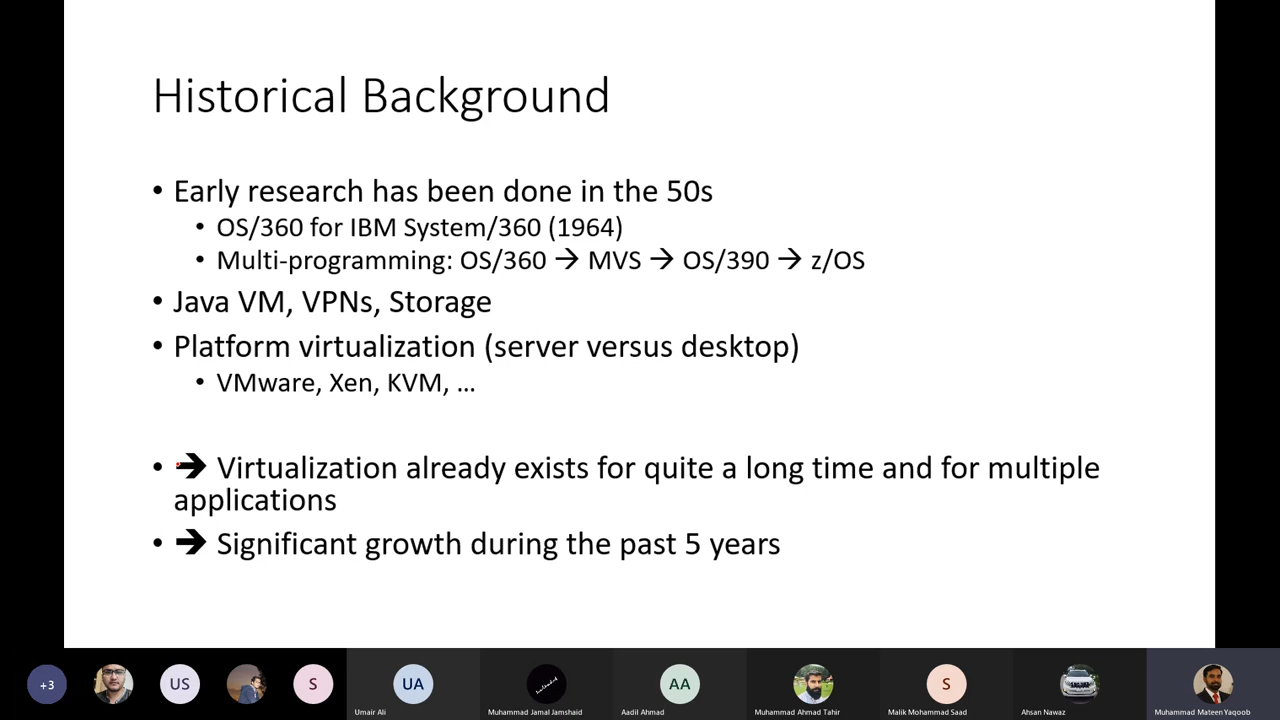 Historical Background
• Early research has been done in the 50s
• OS/360 for IBM System/360 (1964)
• Multi-programming: OS/360 → MVS → OS/390 → z/OS
• Java VM, VPNs, Storage
• Platform virtualization (server versus desktop)
• VMware, Xen, KVM, ...
• ➔ Virtualization already exists for quite a long time and for multiple
applications
• ➔ Significant growth during the past 5 years
+3
US
S
UA
AA
S
Umair Ali
Muhammad Jamal Jamshaid
Aadil Ahmad
Muhammad Ahmad Tahir
Malik Mohammad Saad
Ahsan Nawaz
Muhammad Mateen Yaqoob